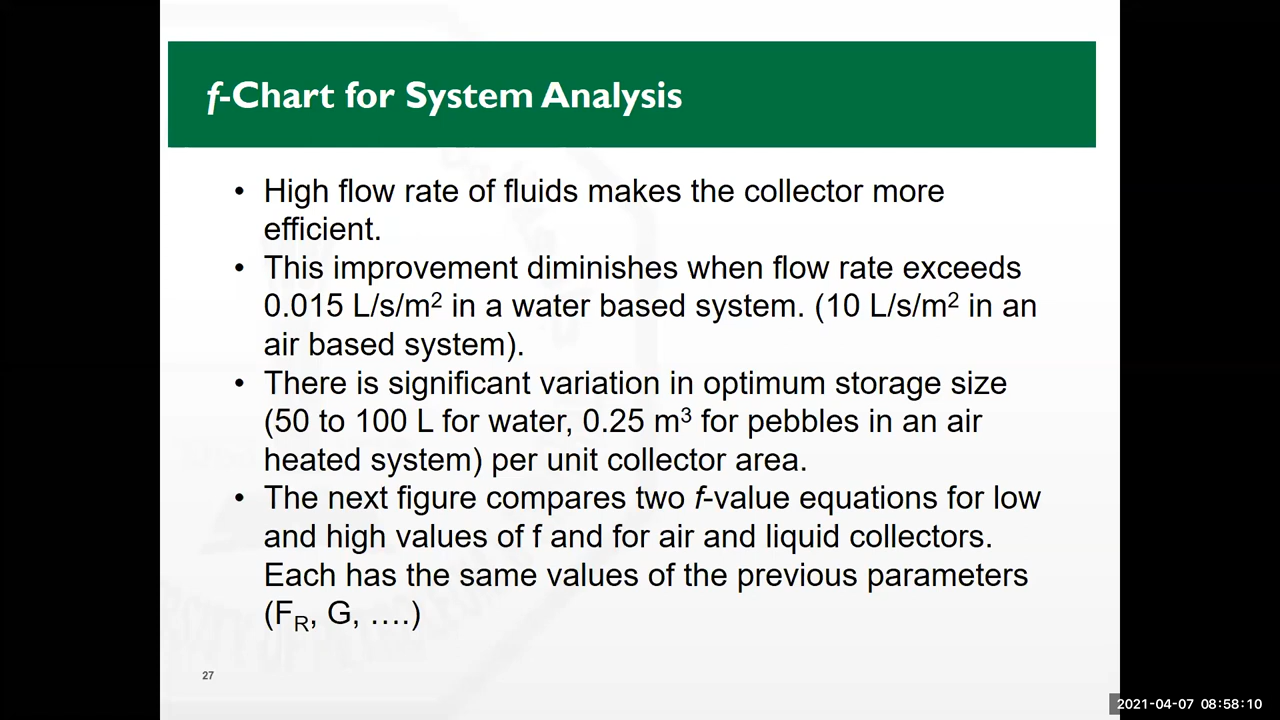 f-Chart for System Analysis
• High flow rate of fluids makes the collector more
efficient.
• This improvement diminishes when flow rate exceeds
0.015 L/s/m² in a water based system. (10 L/s/m² in an
air based system).
• There is significant variation in optimum storage size
(50 to 100 L for water, 0.25 m³ for pebbles in an air
heated system) per unit collector area.
• The next figure compares two f-value equations for low
and high values of f and for air and liquid collectors.
Each has the same values of the previous parameters
(F_R, G, ….)
27
2021-04-07 08:58:10